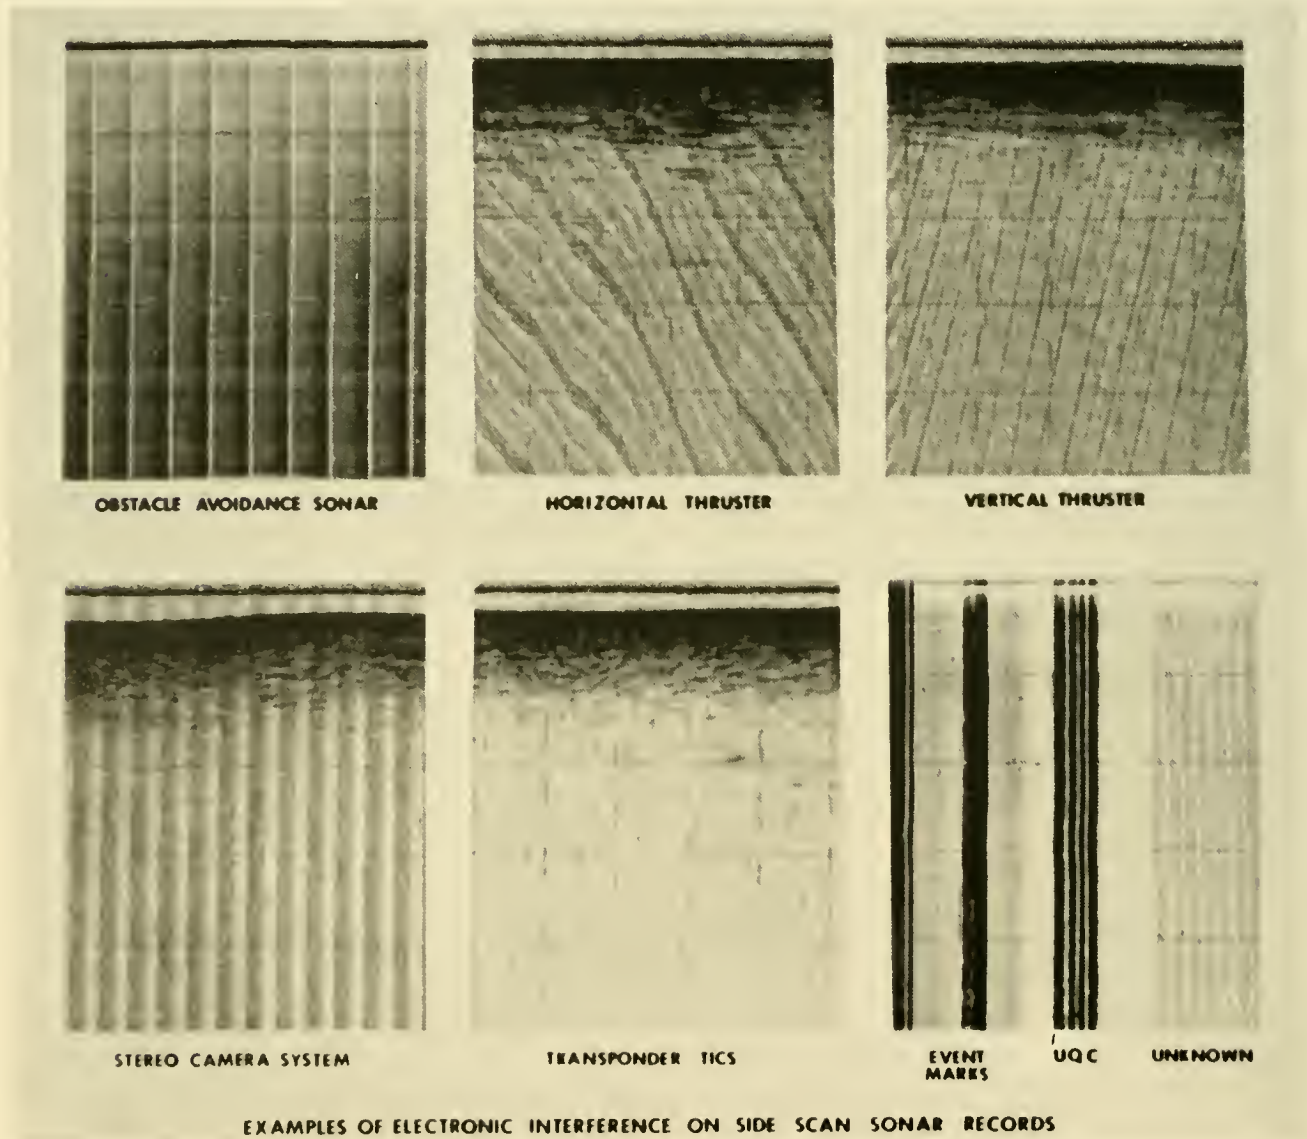 OBSTACLE AVOIDANCE SONAR
HORIZONTAL THRUSTER
VERTICAL THRUSTER
STEREO CAMERA SYSTEM
TRANSPONDER TICS
EVENT
MARKS
UQC
UNKNOWN
EXAMPLES OF ELECTRONIC INTERFERENCE ON SIDE SCAN SONAR RECORDS